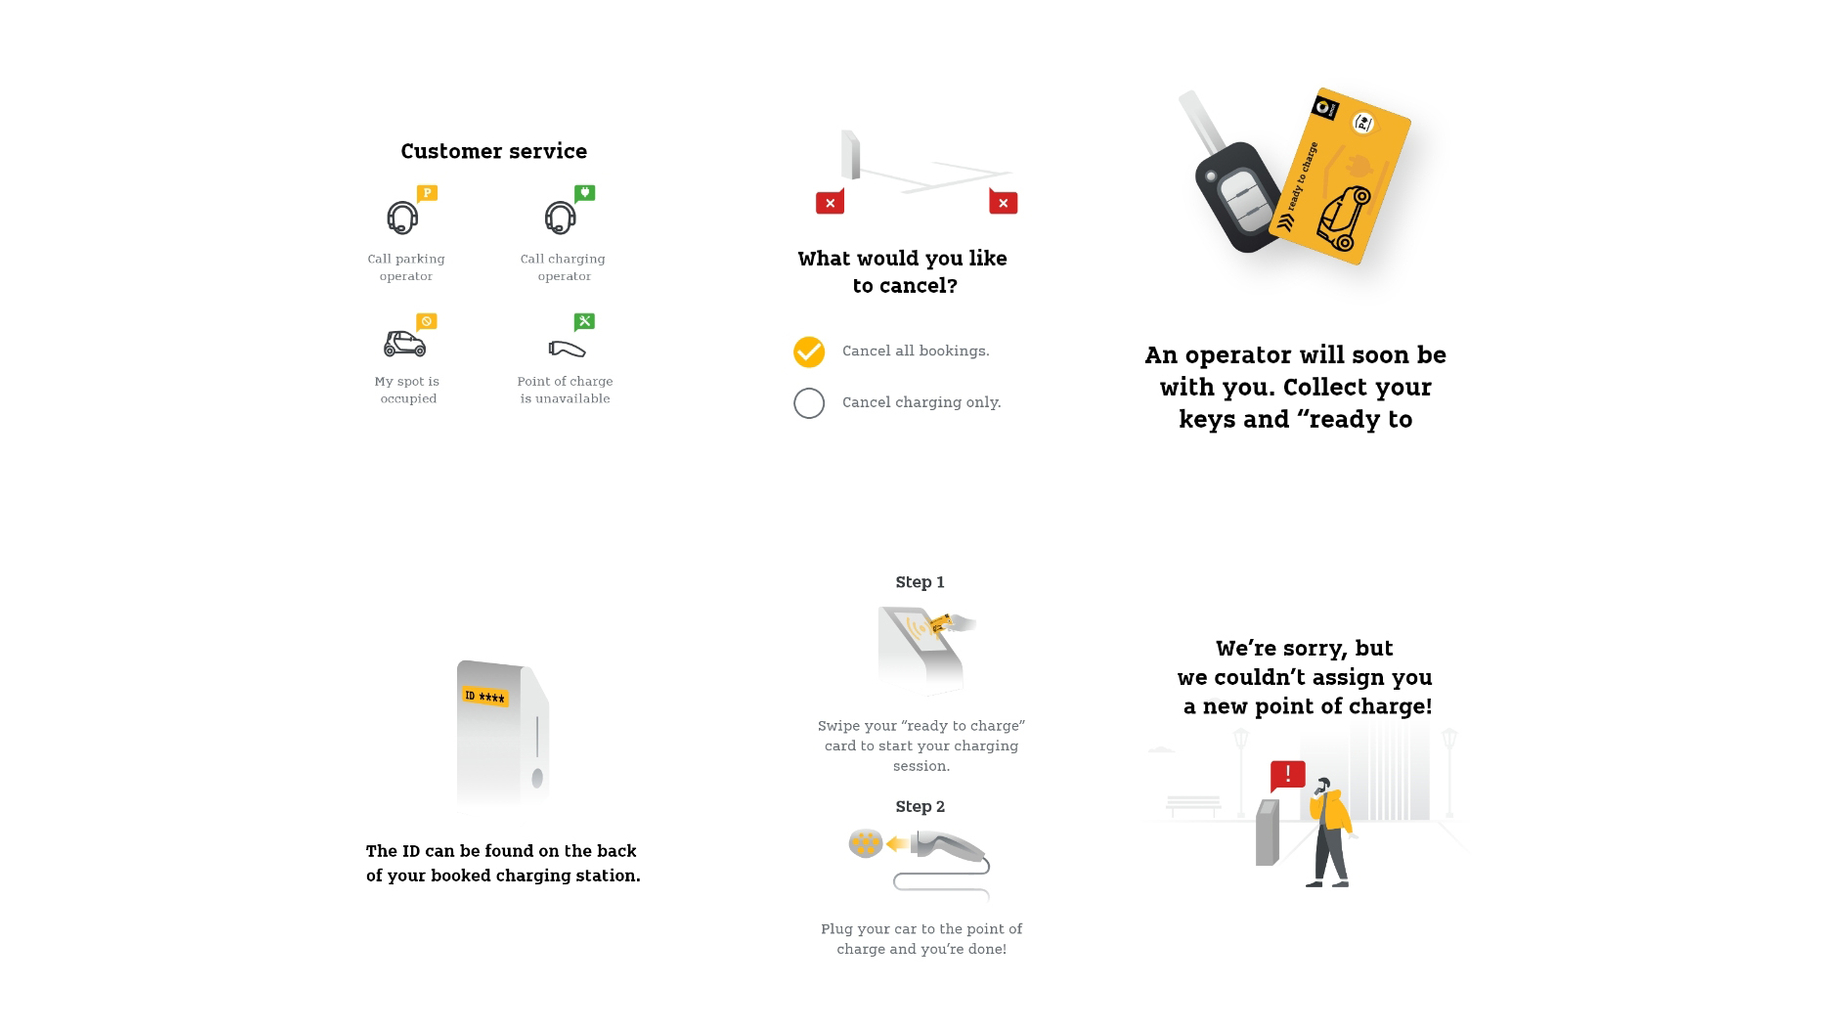 Customer service
P
Call parking
operator
Call charging
operator
My spot is
occupied
Point of charge
is unavailable
What would you like
to cancel?
Cancel all bookings.
Cancel charging only.
ready to charge
P
An operator will soon be
with you. Collect your
keys and “ready to
ID ****
The ID can be found on the back
of your booked charging station.
Step 1
Swipe your “ready to charge”
card to start your charging
session.
Step 2
Plug your car to the point of
charge and you’re done!
We’re sorry, but
we couldn’t assign you
a new point of charge!
!